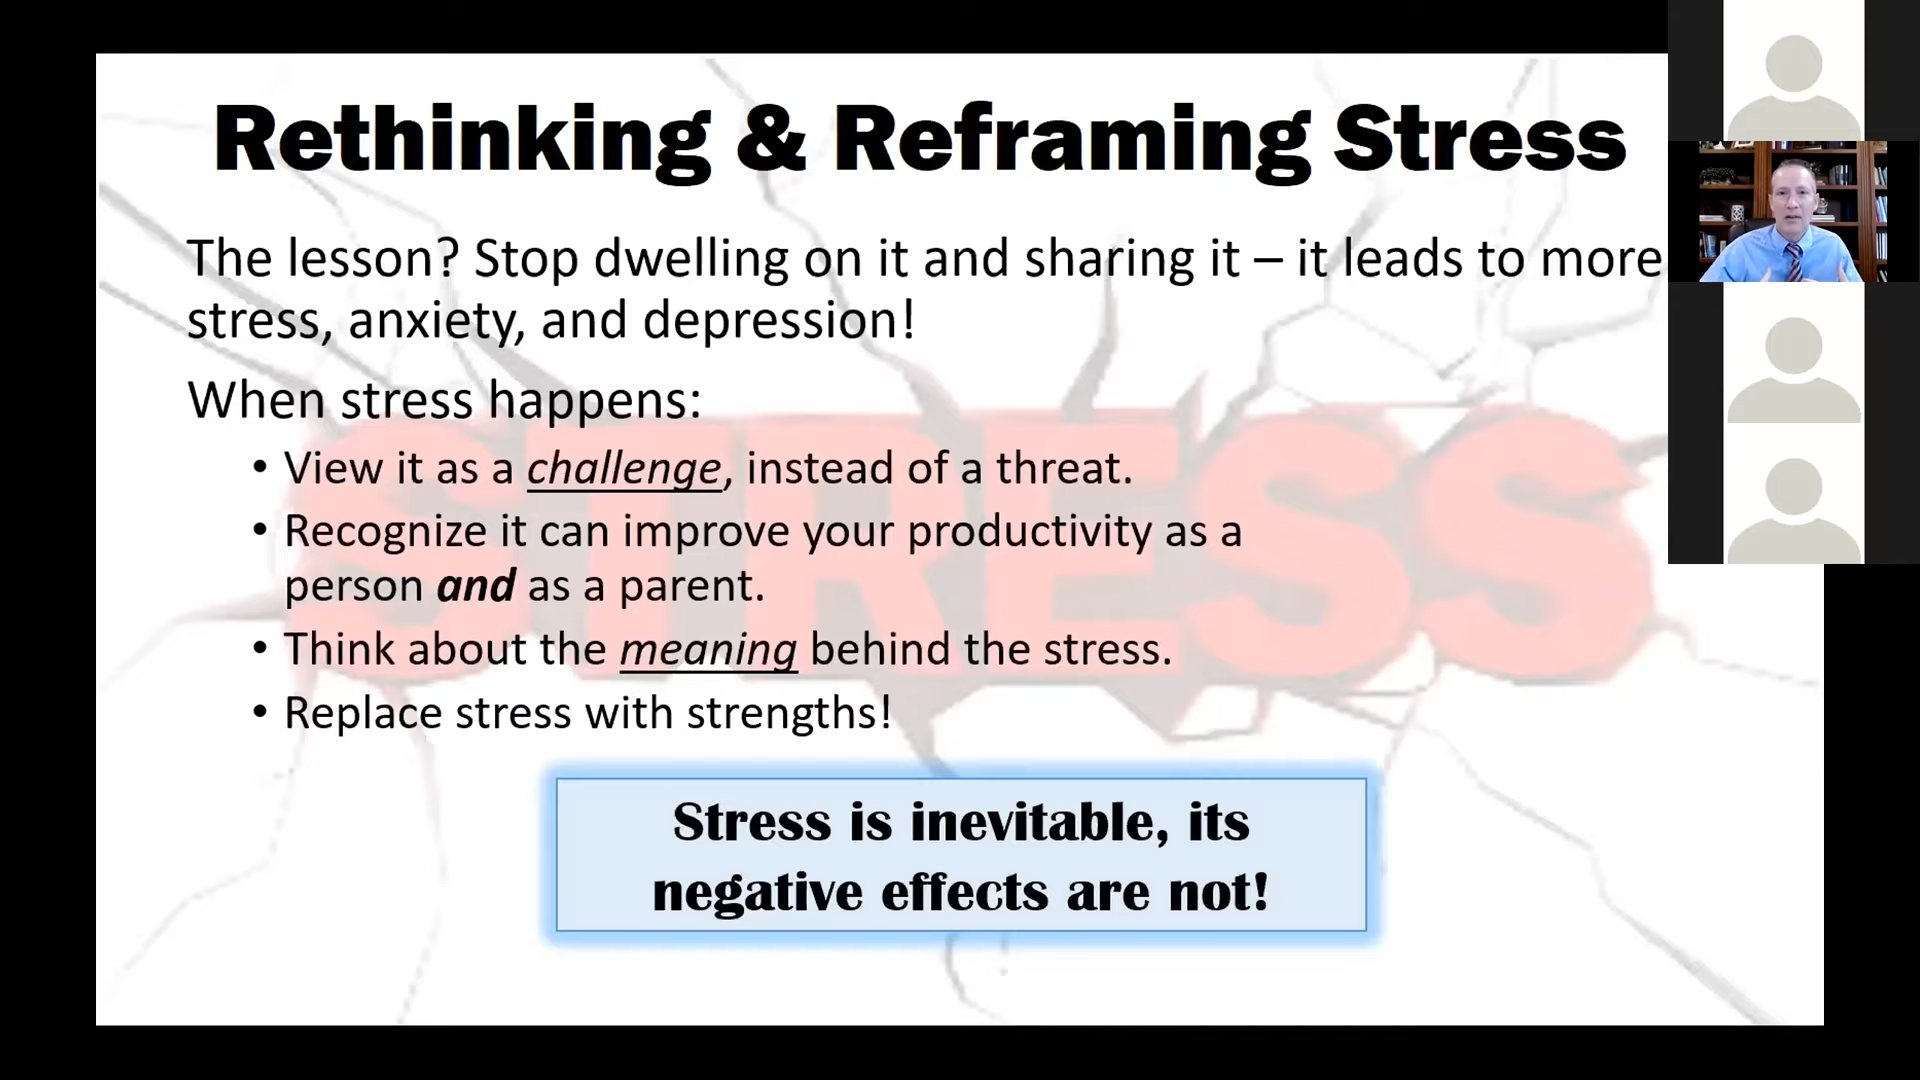 Rethinking & Reframing Stress
The lesson? Stop dwelling on it and sharing it – it leads to more
stress, anxiety, and depression!
When stress happens:
• View it as a challenge, instead of a threat.
• Recognize it can improve your productivity as a
person and as a parent.
• Think about the meaning behind the stress.
• Replace stress with strengths!
STRESS
Stress is inevitable, its
negative effects are not!